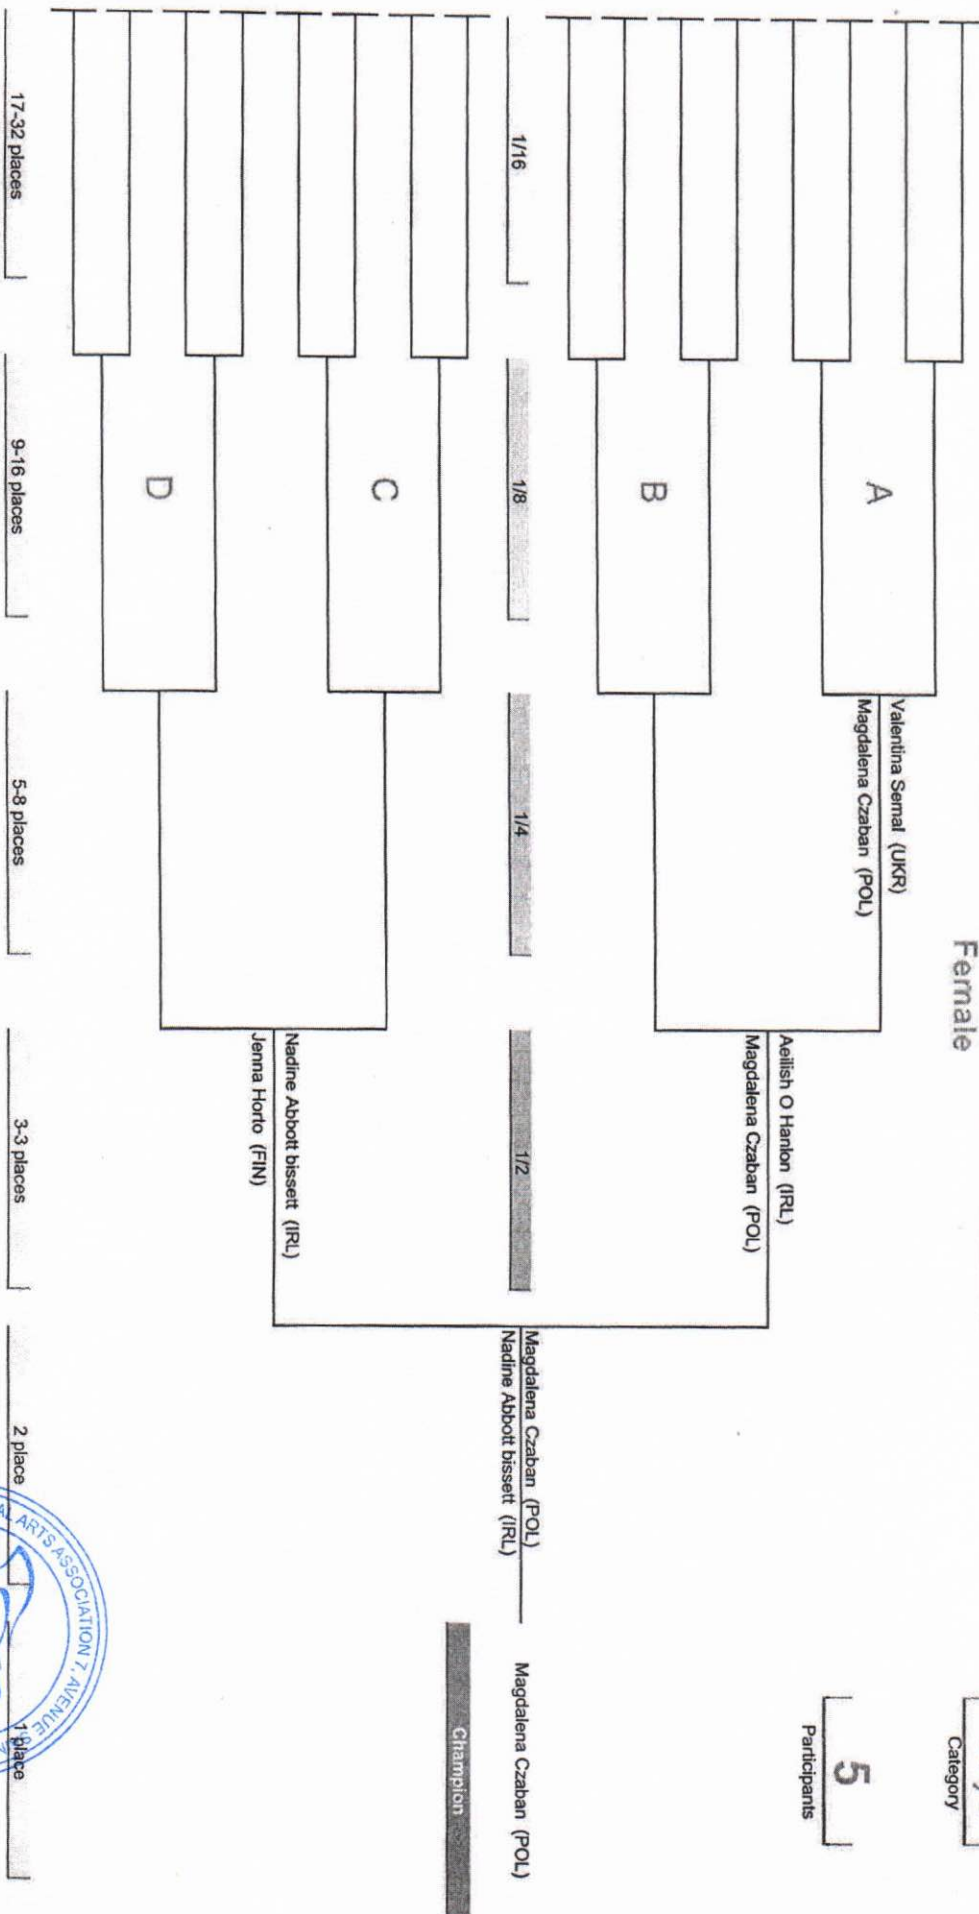 Female
Category
5
Participants
A
Valentina Semal (UKR)
Magdalena Czaban (POL)
B
Aeilish O Hanlon (IRL)
Magdalena Czaban (POL)
1/16
1/8
1/4
1/2
Magdalena Czaban (POL)
Nadine Abbott bissett (IRL)
Magdalena Czaban (POL)
Champion
C
Nadine Abbott bissett (IRL)
Jenna Horto (FIN)
D
17-32 places
9-16 places
5-8 places
3-3 places
2 place
1 place
ARTS ASSOCIATION 7, AVENUE